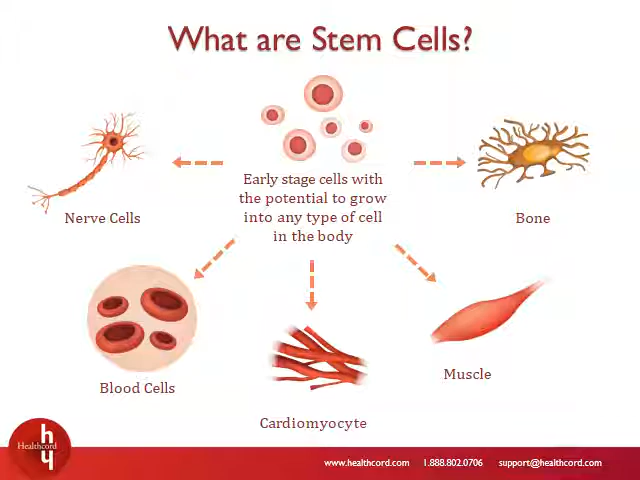 What are Stem Cells?
Early stage cells with
the potential to grow
into any type of cell
in the body
Nerve Cells
Bone
Blood Cells
Cardiomyocyte
Muscle
h
Healthcord
y
www.healthcord.com 1.888.802.0706 support@healthcord.com